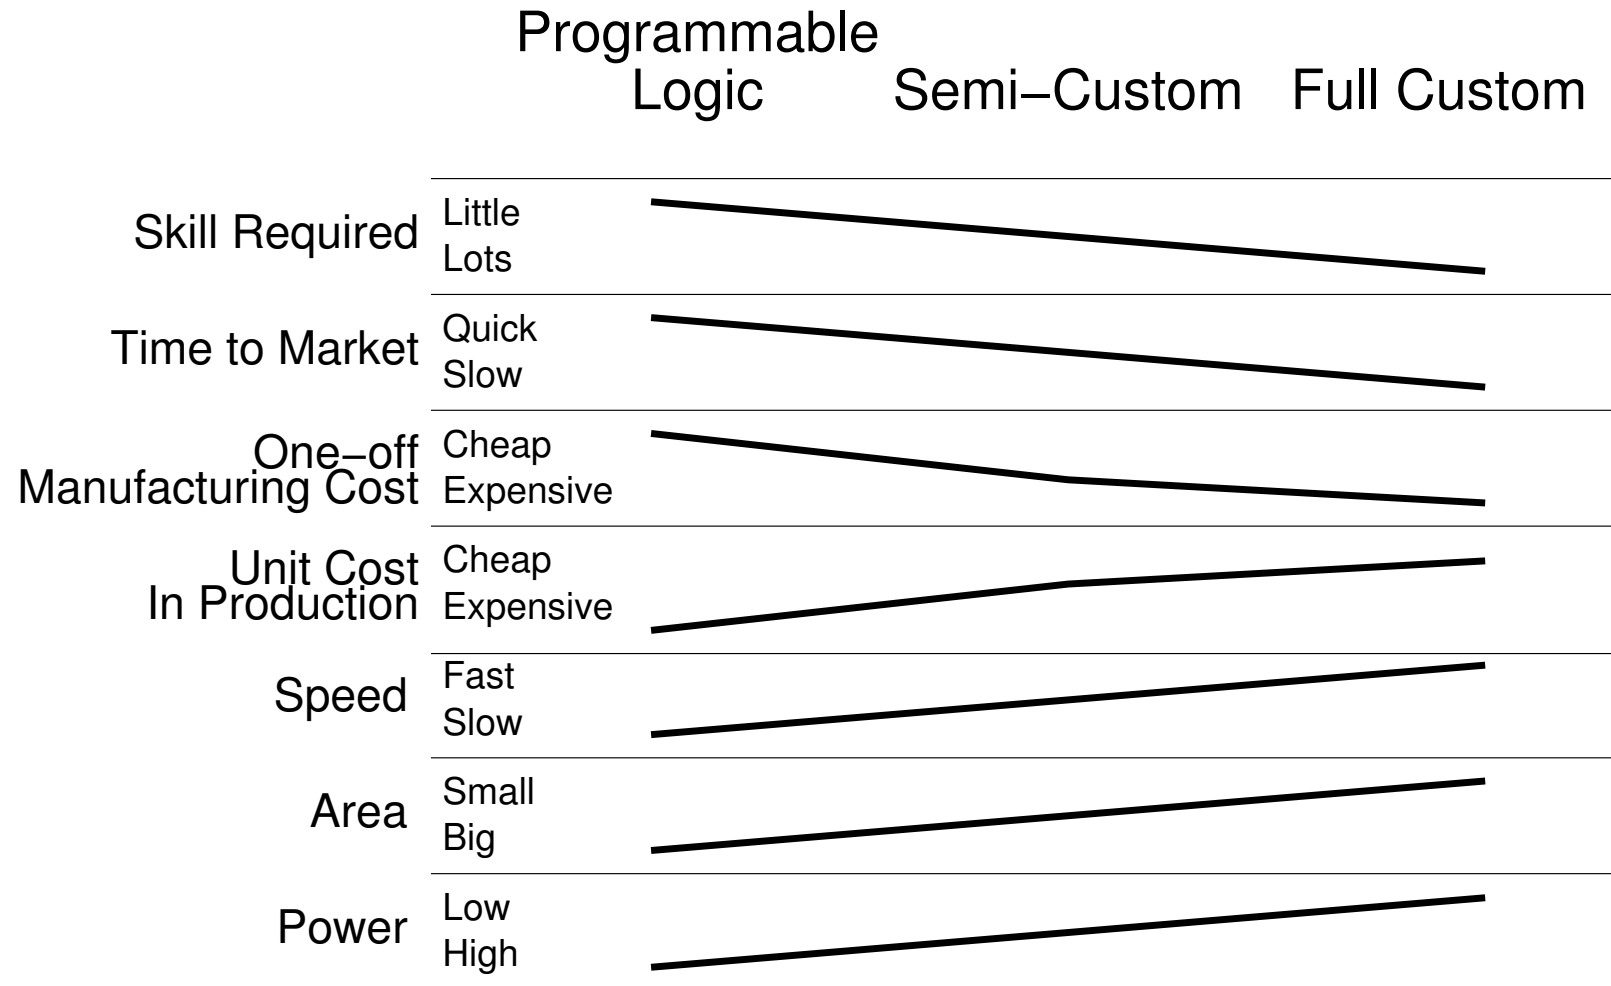 Programmable
Logic Semi–Custom Full Custom
Skill Required
Little
Lots
Time to Market
Quick
Slow
One–off
Manufacturing Cost
Cheap
Expensive
Unit Cost
In Production
Cheap
Expensive
Speed
Fast
Slow
Area
Small
Big
Power
Low
High